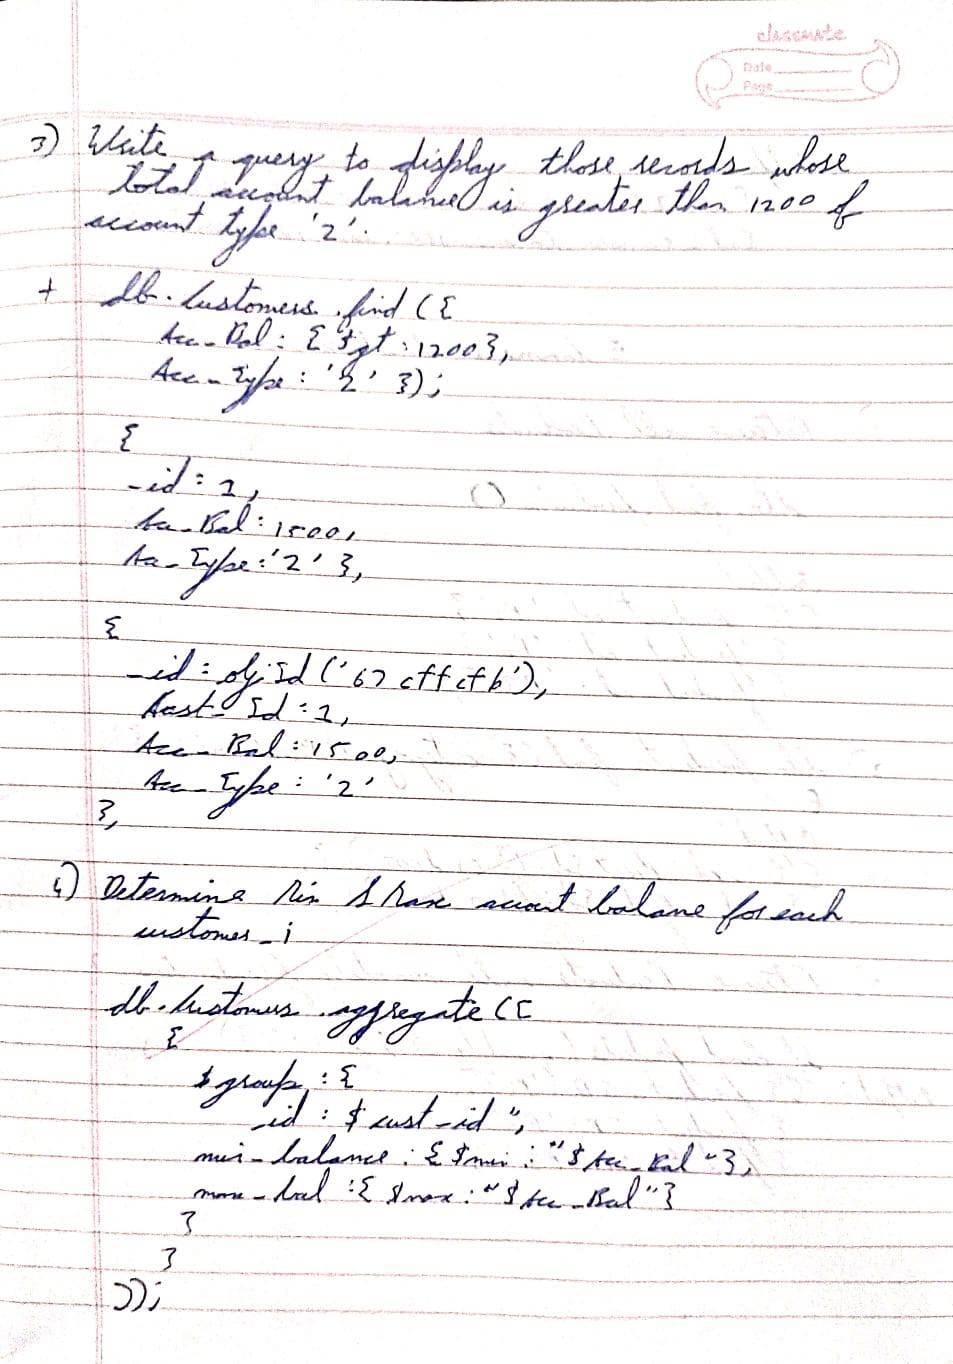 classmate
Date
Page
3) Write a query to display those records whose
total account balance is greater than 1200 of
account type '2'.
+ db.Customers.find({
Acc_Bal : { $gt : 1200},
Acc_Type : '2' });
{
_id : 1,
Acc_Bal : 1500,
Acc_Type : '2' },
{
_id : objId ('67cffcfb'),
Id : 1,
Acc_Bal : 1500,
Acc_Type : '2'
},
4) Determine Min & Max account balance for each
customer_i
db.Customers.aggregate([
{
$group : {
_id : $cust_id",
min_balance : { $min : "$Acc_Bal"},
max_bal : { $max : "$Acc_Bal"}
}
}
]);